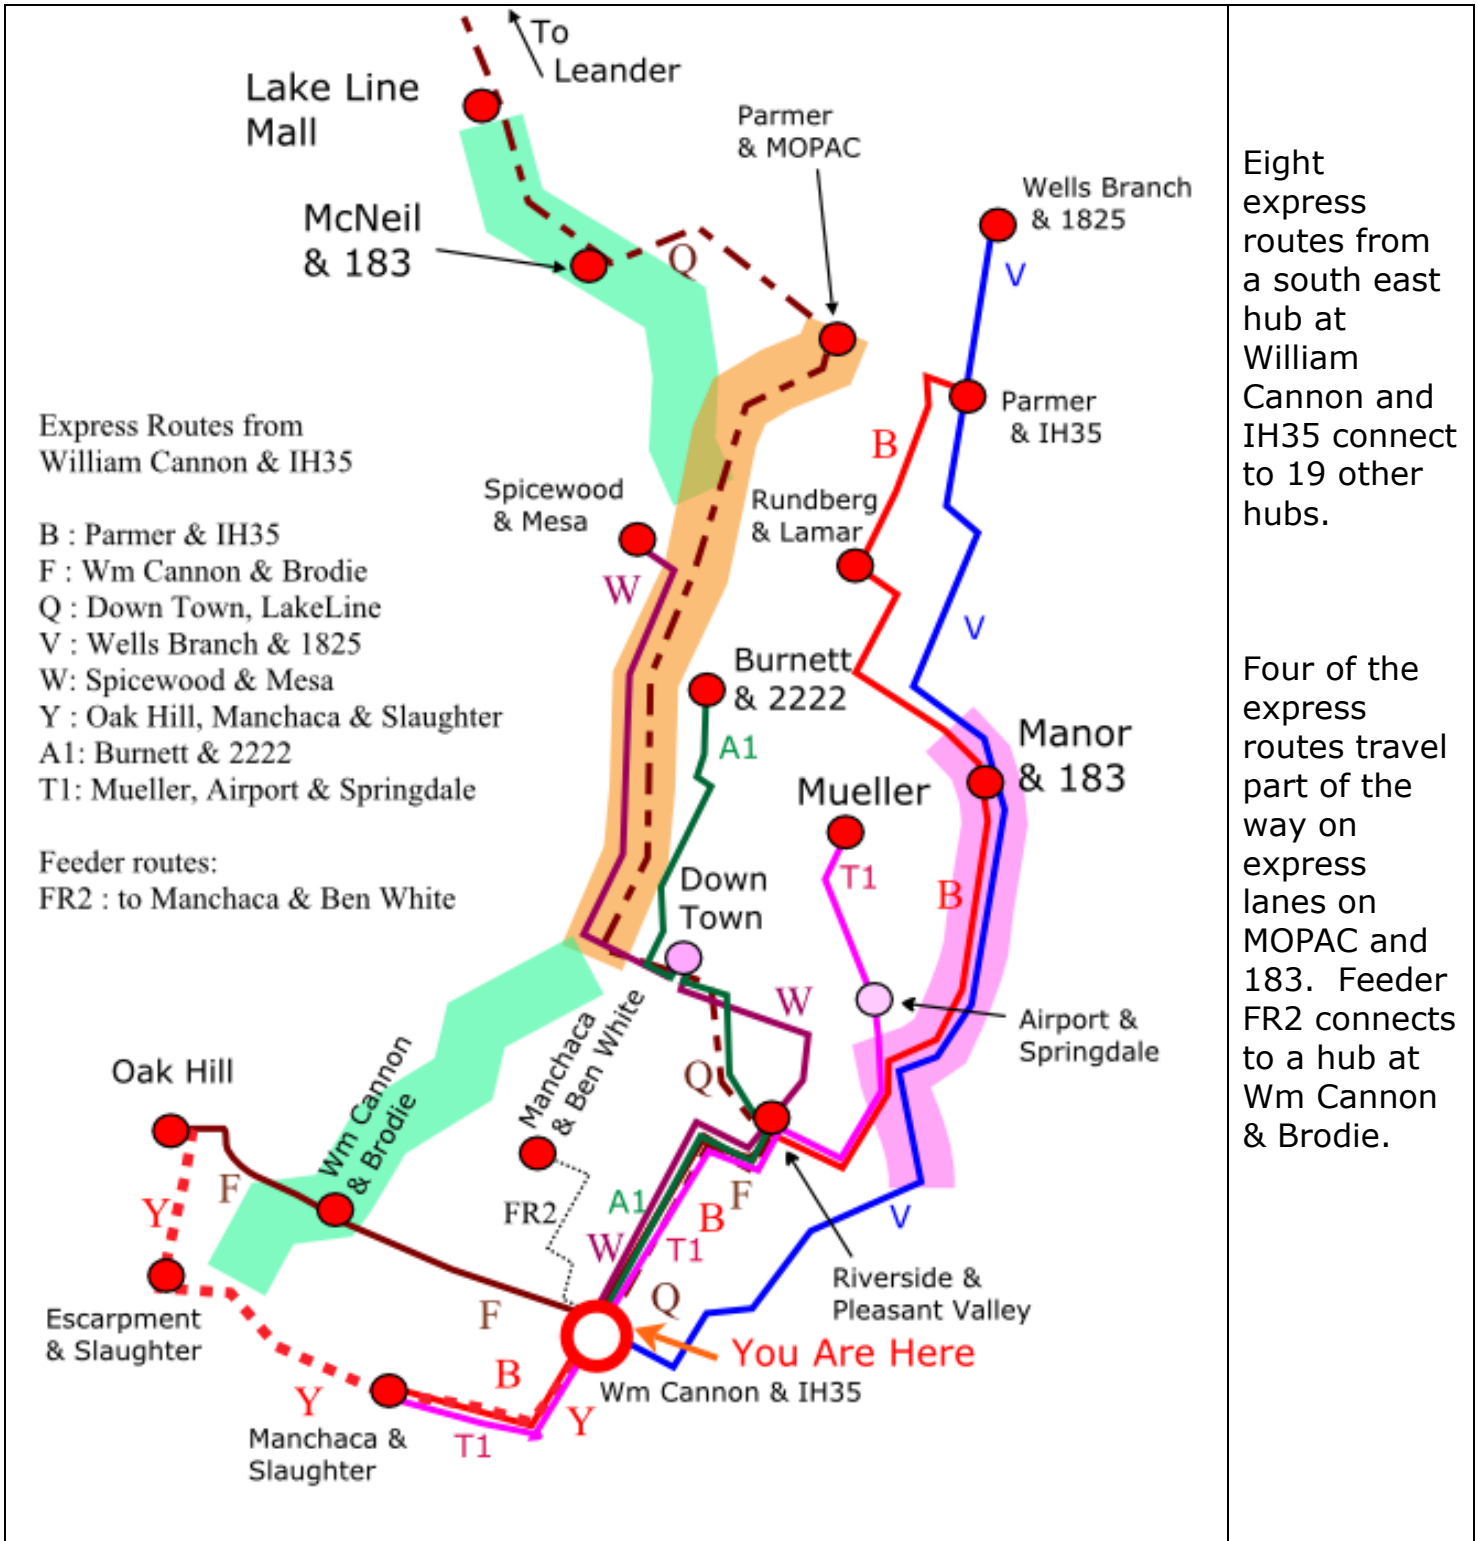 To
Leander
Lake Line
Mall
Parmer
& MOPAC
Wells Branch
& 1825
McNeil
& 183
Q
V
Express Routes from
William Cannon & IH35
B : Parmer & IH35
F : Wm Cannon & Brodie
Q : Down Town, LakeLine
V : Wells Branch & 1825
W: Spicewood & Mesa
Y : Oak Hill, Manchaca & Slaughter
A1: Burnett & 2222
T1: Mueller, Airport & Springdale
Feeder routes:
FR2 : to Manchaca & Ben White
Parmer
& IH35
B
Spicewood
& Mesa
Rundberg
& Lamar
W
V
Burnett
& 2222
A1
Manor
& 183
Mueller
T1
B
Down
Town
W
Airport &
Springdale
Manchaca
& Ben White
Q
Oak Hill
Wm Cannon
& Brodie
F
Y
FR2
A1
F
B
W
T1
V
Q
Riverside &
Pleasant Valley
Escarpment
& Slaughter
F
You Are Here
Wm Cannon & IH35
B
Y
Y
T1
Manchaca &
Slaughter
Eight
express
routes from
a south east
hub at
William
Cannon and
IH35 connect
to 19 other
hubs.
Four of the
express
routes travel
part of the
way on
express
lanes on
MOPAC and
183.  Feeder
FR2 connects
to a hub at
Wm Cannon
& Brodie.